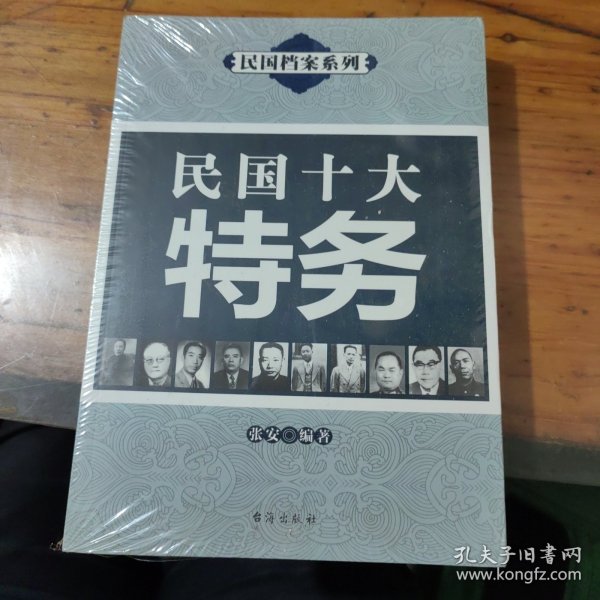 民国档案系列
民国十大
特务
张安◎编著
台海出版社
孔夫子旧书网
www.kongfz.com